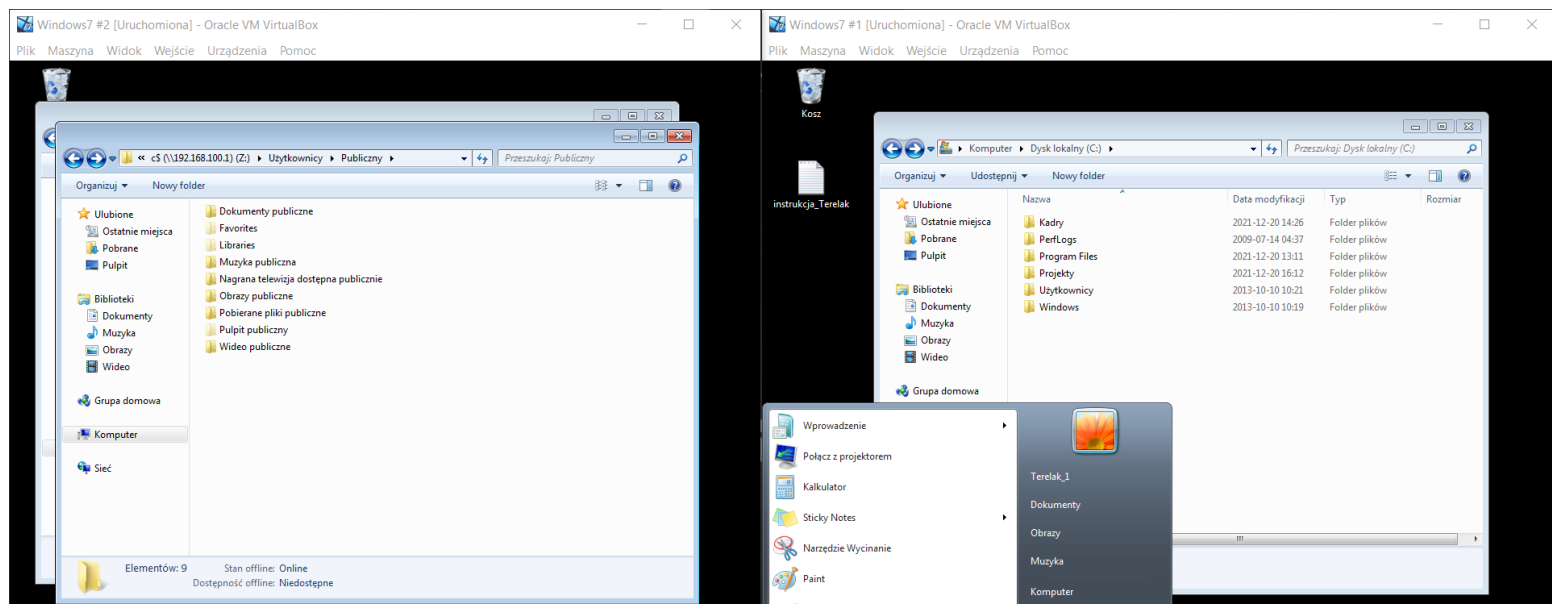 Windows7 #2 [Uruchomiona] - Oracle VM VirtualBox
Plik Maszyna Widok Wejście Urządzenia Pomoc
« c$ (\\192.168.100.1) (Z:) Użytkownicy Publiczny
Przeszukaj: Publiczny
Organizuj Nowy folder
Ulubione
Ostatnie miejsca
Pobrane
Pulpit
Biblioteki
Dokumenty
Muzyka
Obrazy
Wideo
Grupa domowa
Komputer
Sieć
Dokumenty publiczne
Favorites
Libraries
Muzyka publiczna
Nagrana telewizja dostępna publicznie
Obrazy publiczne
Pobierane pliki publiczne
Pulpit publiczny
Wideo publiczne
Elementów: 9 Stan offline: Online
Dostępność offline: Niedostępne
Windows7 #1 [Uruchomiona] - Oracle VM VirtualBox
Plik Maszyna Widok Wejście Urządzenia Pomoc
Kosz
instrukcja_Terelak
Komputer Dysk lokalny (C:)
Przeszukaj: Dysk lokalny (C:)
Organizuj Udostępnij Nowy folder
Ulubione
Ostatnie miejsca
Pobrane
Pulpit
Biblioteki
Dokumenty
Muzyka
Obrazy
Wideo
Grupa domowa
Nazwa Data modyfikacji Typ Rozmiar
Kadry 2021-12-20 14:26 Folder plików
PerfLogs 2009-07-14 04:37 Folder plików
Program Files 2021-12-20 13:11 Folder plików
Projekty 2021-12-20 16:12 Folder plików
Użytkownicy 2013-10-10 10:21 Folder plików
Windows 2013-10-10 10:19 Folder plików
Wprowadzenie
Połącz z projektorem
Kalkulator
Sticky Notes
Narzędzie Wycinanie
Paint
Terelak_1
Dokumenty
Obrazy
Muzyka
Komputer